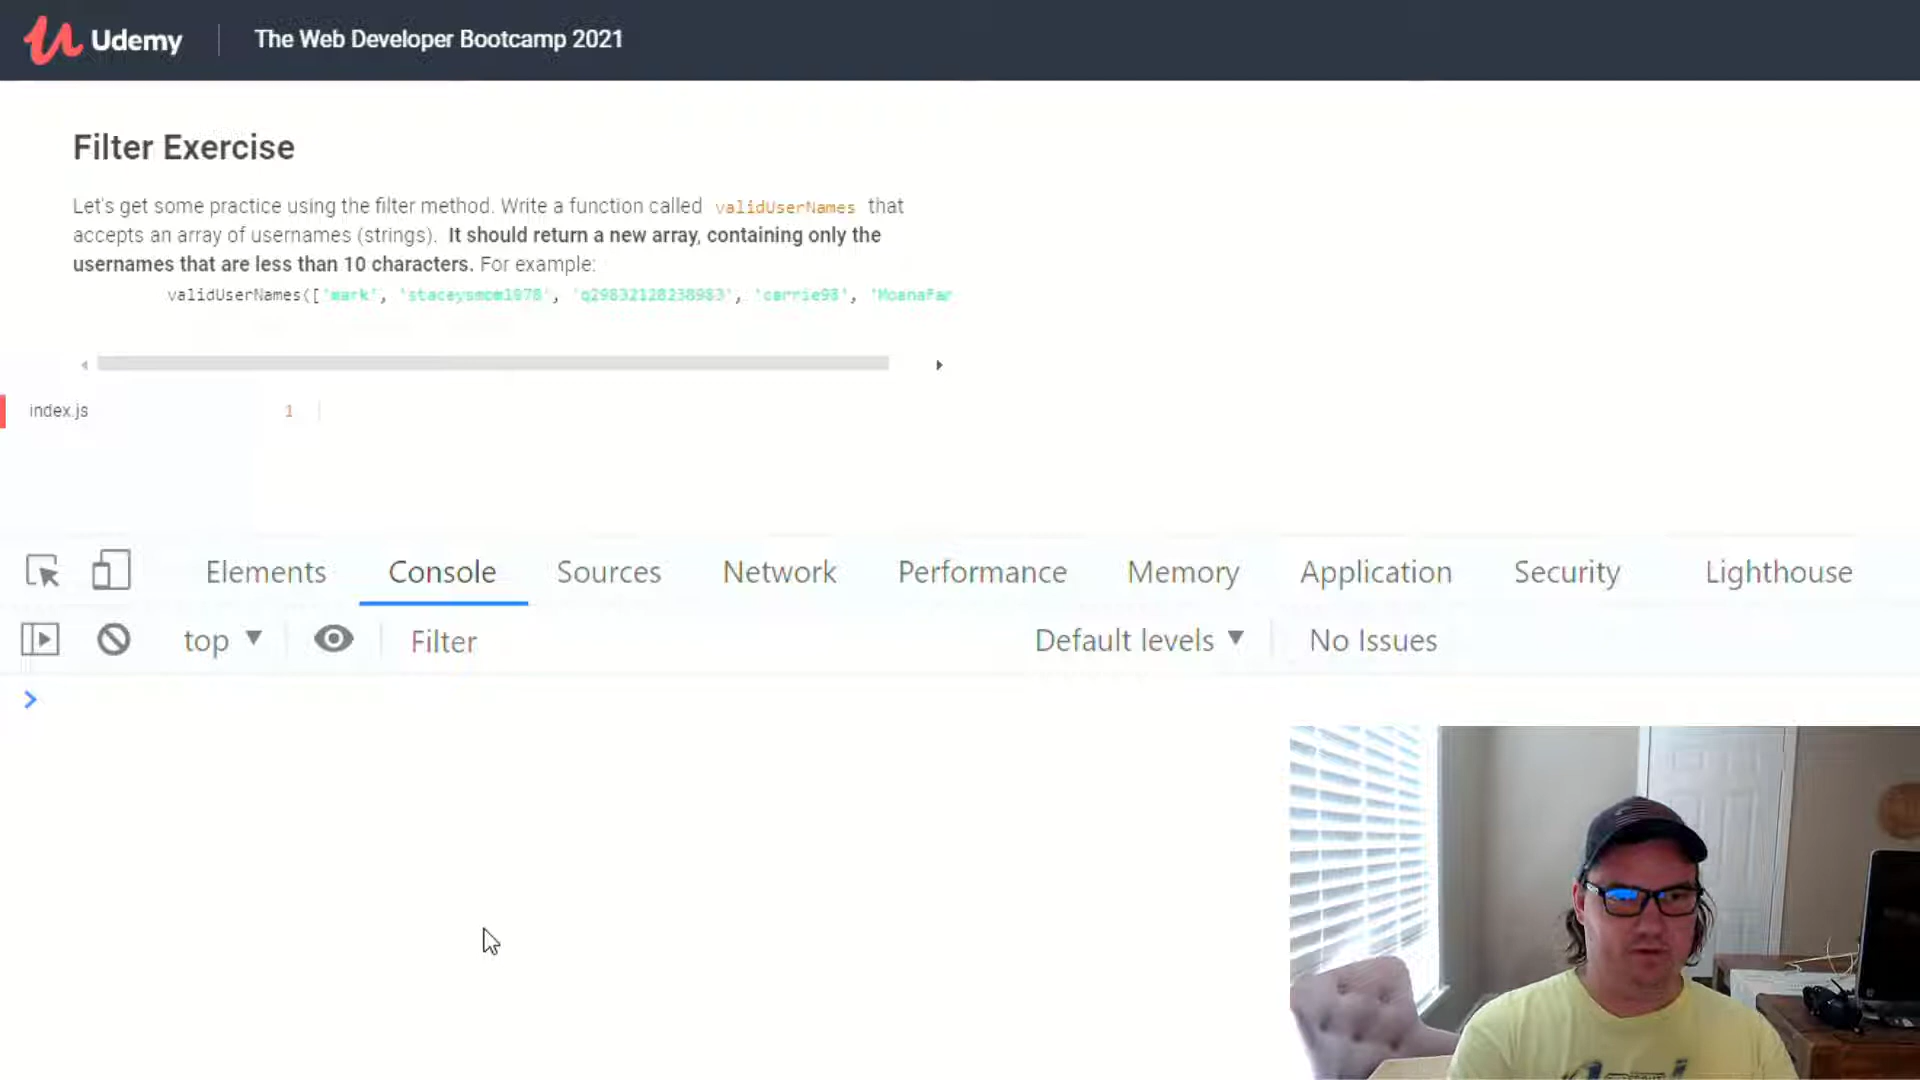 Udemy
The Web Developer Bootcamp 2021
Filter Exercise
Let's get some practice using the filter method. Write a function called validUserNames that
accepts an array of usernames (strings). It should return a new array, containing only the
usernames that are less than 10 characters. For example:
validUserNames(['mark', 'staceysmom1978', 'q29832128238983', 'carrie98', 'MoanaFan
index.js
1
Elements Console Sources Network Performance Memory Application Security Lighthouse
top Filter Default levels No Issues
>